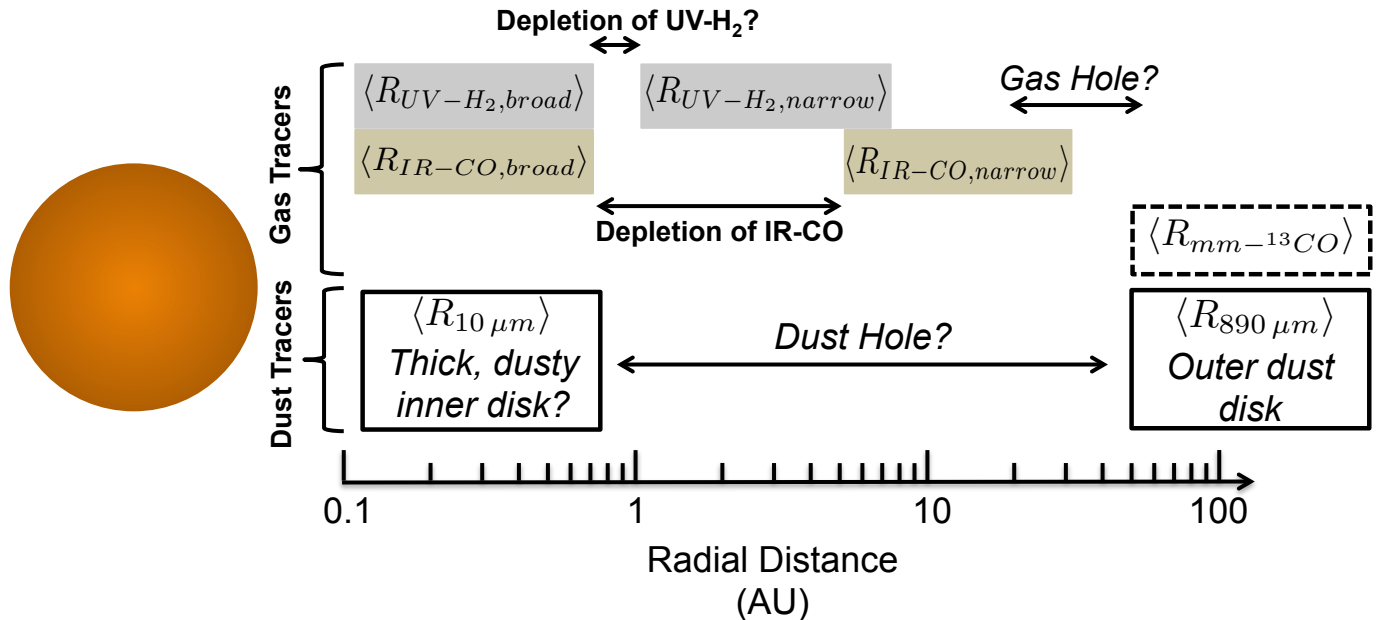 Depletion of UV-H₂?
Gas Tracers
⟨R_{UV−H₂,broad}⟩
⟨R_{UV−H₂,narrow}⟩
Gas Hole?
⟨R_{IR−CO,broad}⟩
⟨R_{IR−CO,narrow}⟩
Depletion of IR-CO
⟨R_{mm−¹³CO}⟩
Dust Tracers
⟨R_{10 μm}⟩
Thick, dusty
inner disk?
Dust Hole?
⟨R_{890 μm}⟩
Outer dust
disk
0.1 1 10 100
Radial Distance
(AU)